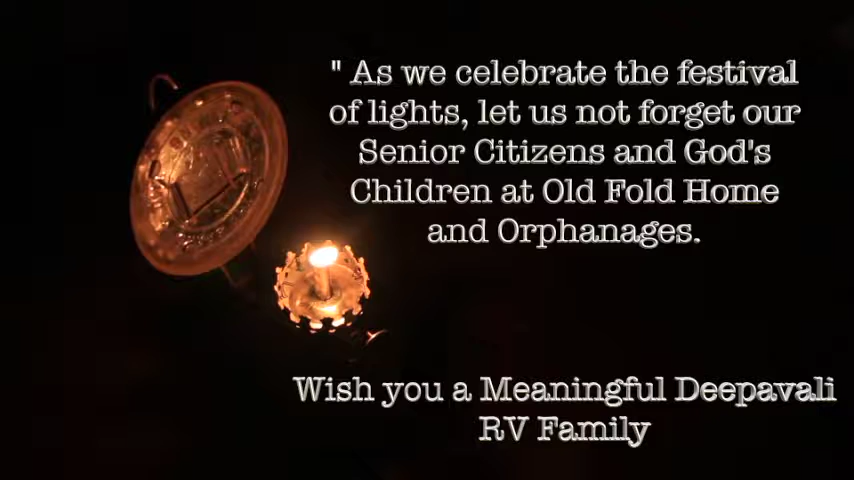 " As we celebrate the festival
of lights, let us not forget our
Senior Citizens and God's
Children at Old Fold Home
and Orphanages.
Wish you a Meaningful Deepavali
RV Family